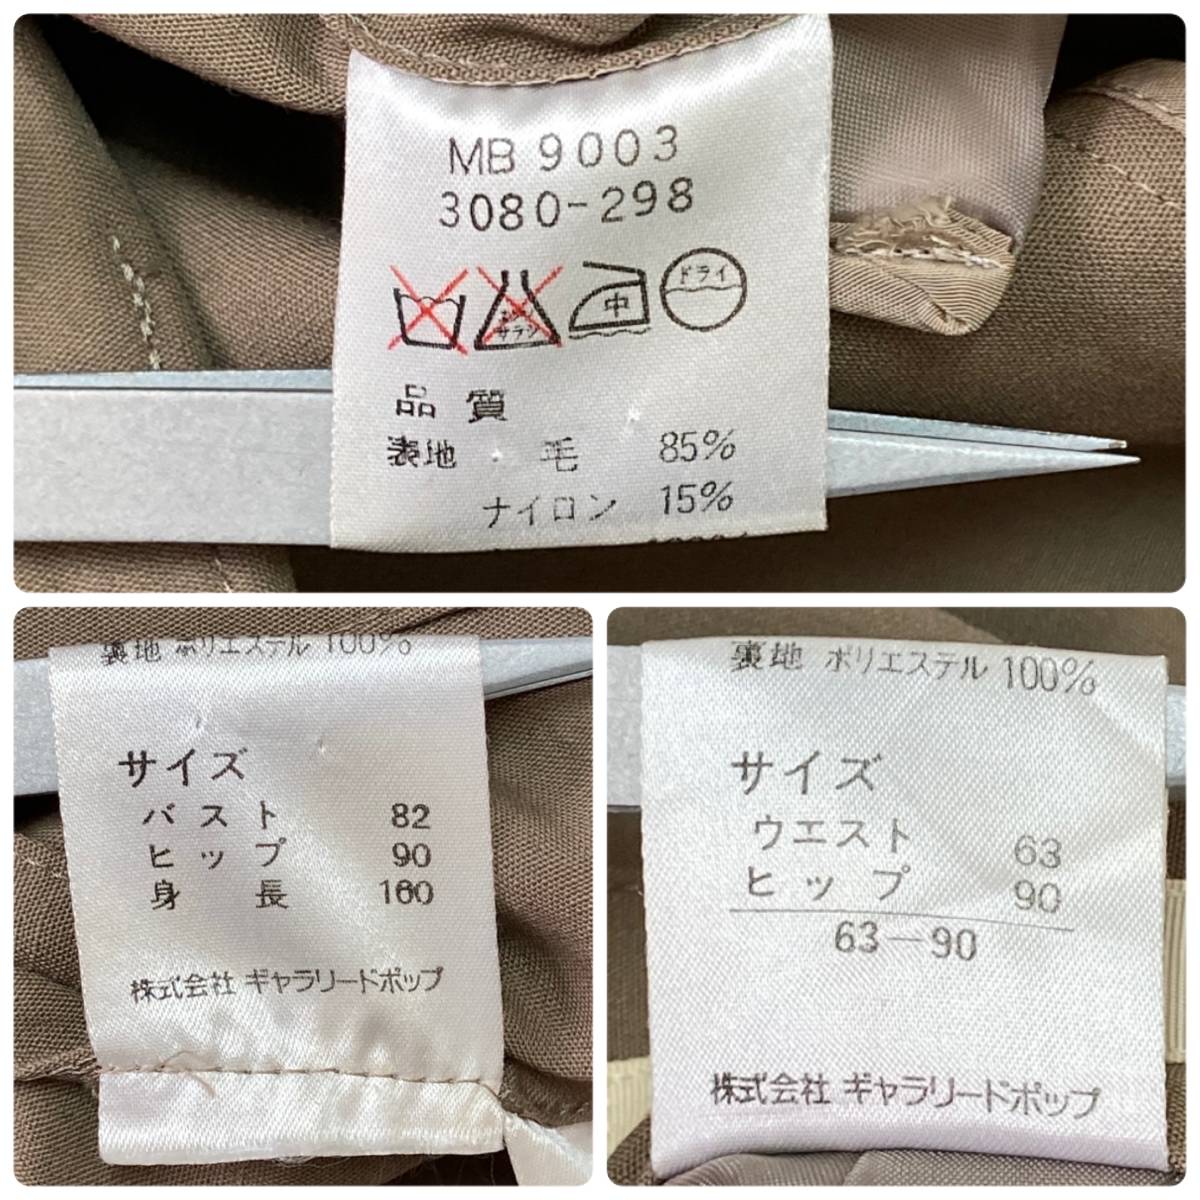 MB 9003
3080-298
中
ドライ
サラシ
品質
表地 ・ 毛 85%
ナイロン 15%
裏地 ポリエステル 100%
サイズ
バスト 82
ヒップ 90
身長 160
株式会社 ギャラリードポップ
裏地 ポリエステル 100%
サイズ
ウエスト 63
ヒップ 90
63-90
株式会社 ギャラリードポップ